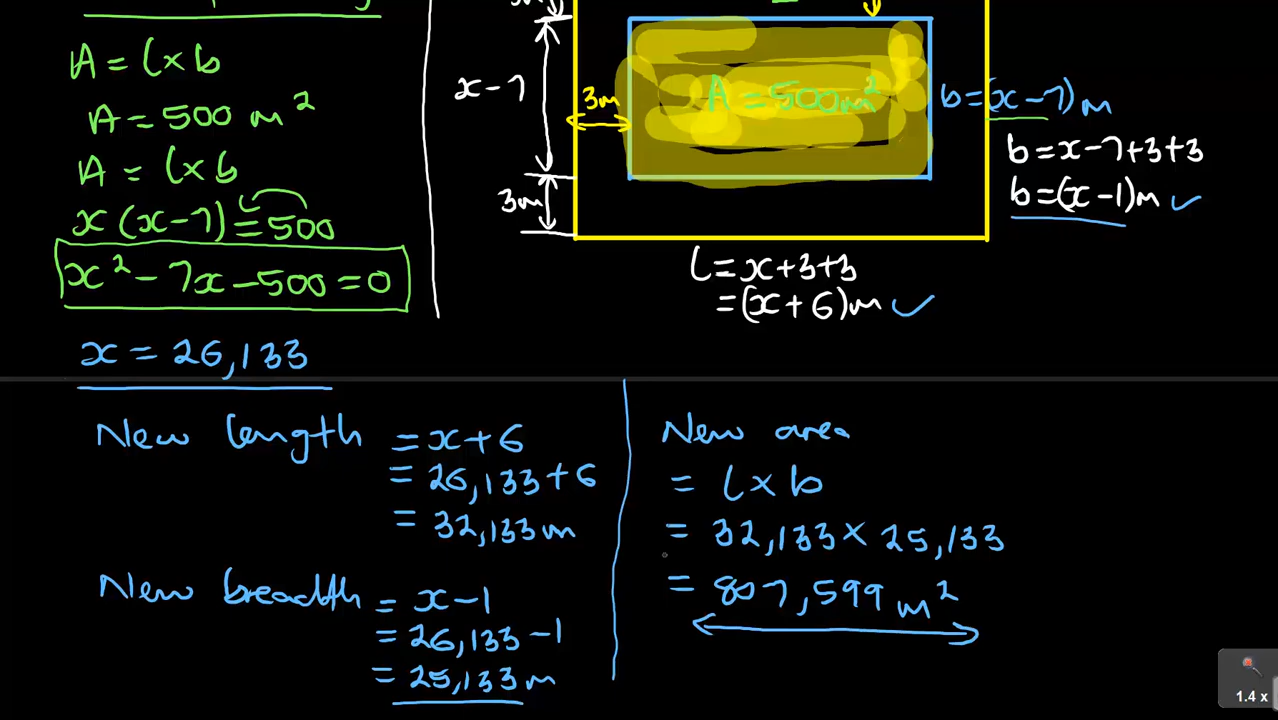 A = l x b
A = 500 m²
A = l x b
x (x - 7) = 500
x² - 7x - 500 = 0
x = 26,133
x - 7
3m
3m
A = 500m²
b = (x - 7) m
b = x - 7 + 3 + 3
b = (x - 1) m ✓
l = x + 3 + 3
= (x + 6) m ✓
New length = x + 6
= 26,133 + 6
= 32,133 m
New breadth = x - 1
= 26,133 - 1
= 25,133 m
New area
= l x b
= 32,133 x 25,133
= 807,599 m²
1.4 x